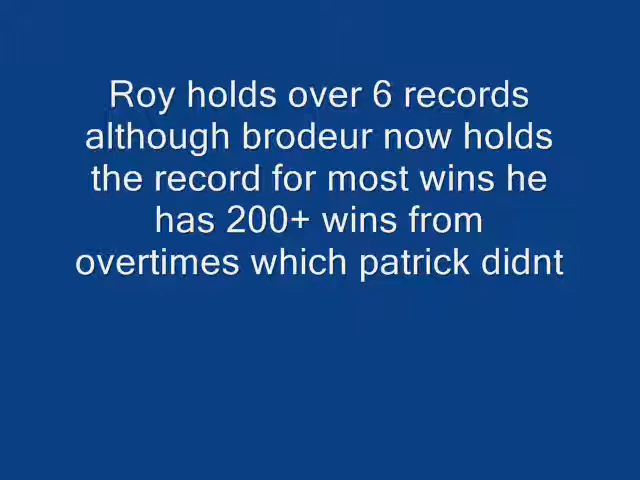 Roy holds over 6 records
although brodeur now holds
the record for most wins he
has 200+ wins from
overtimes which patrick didnt